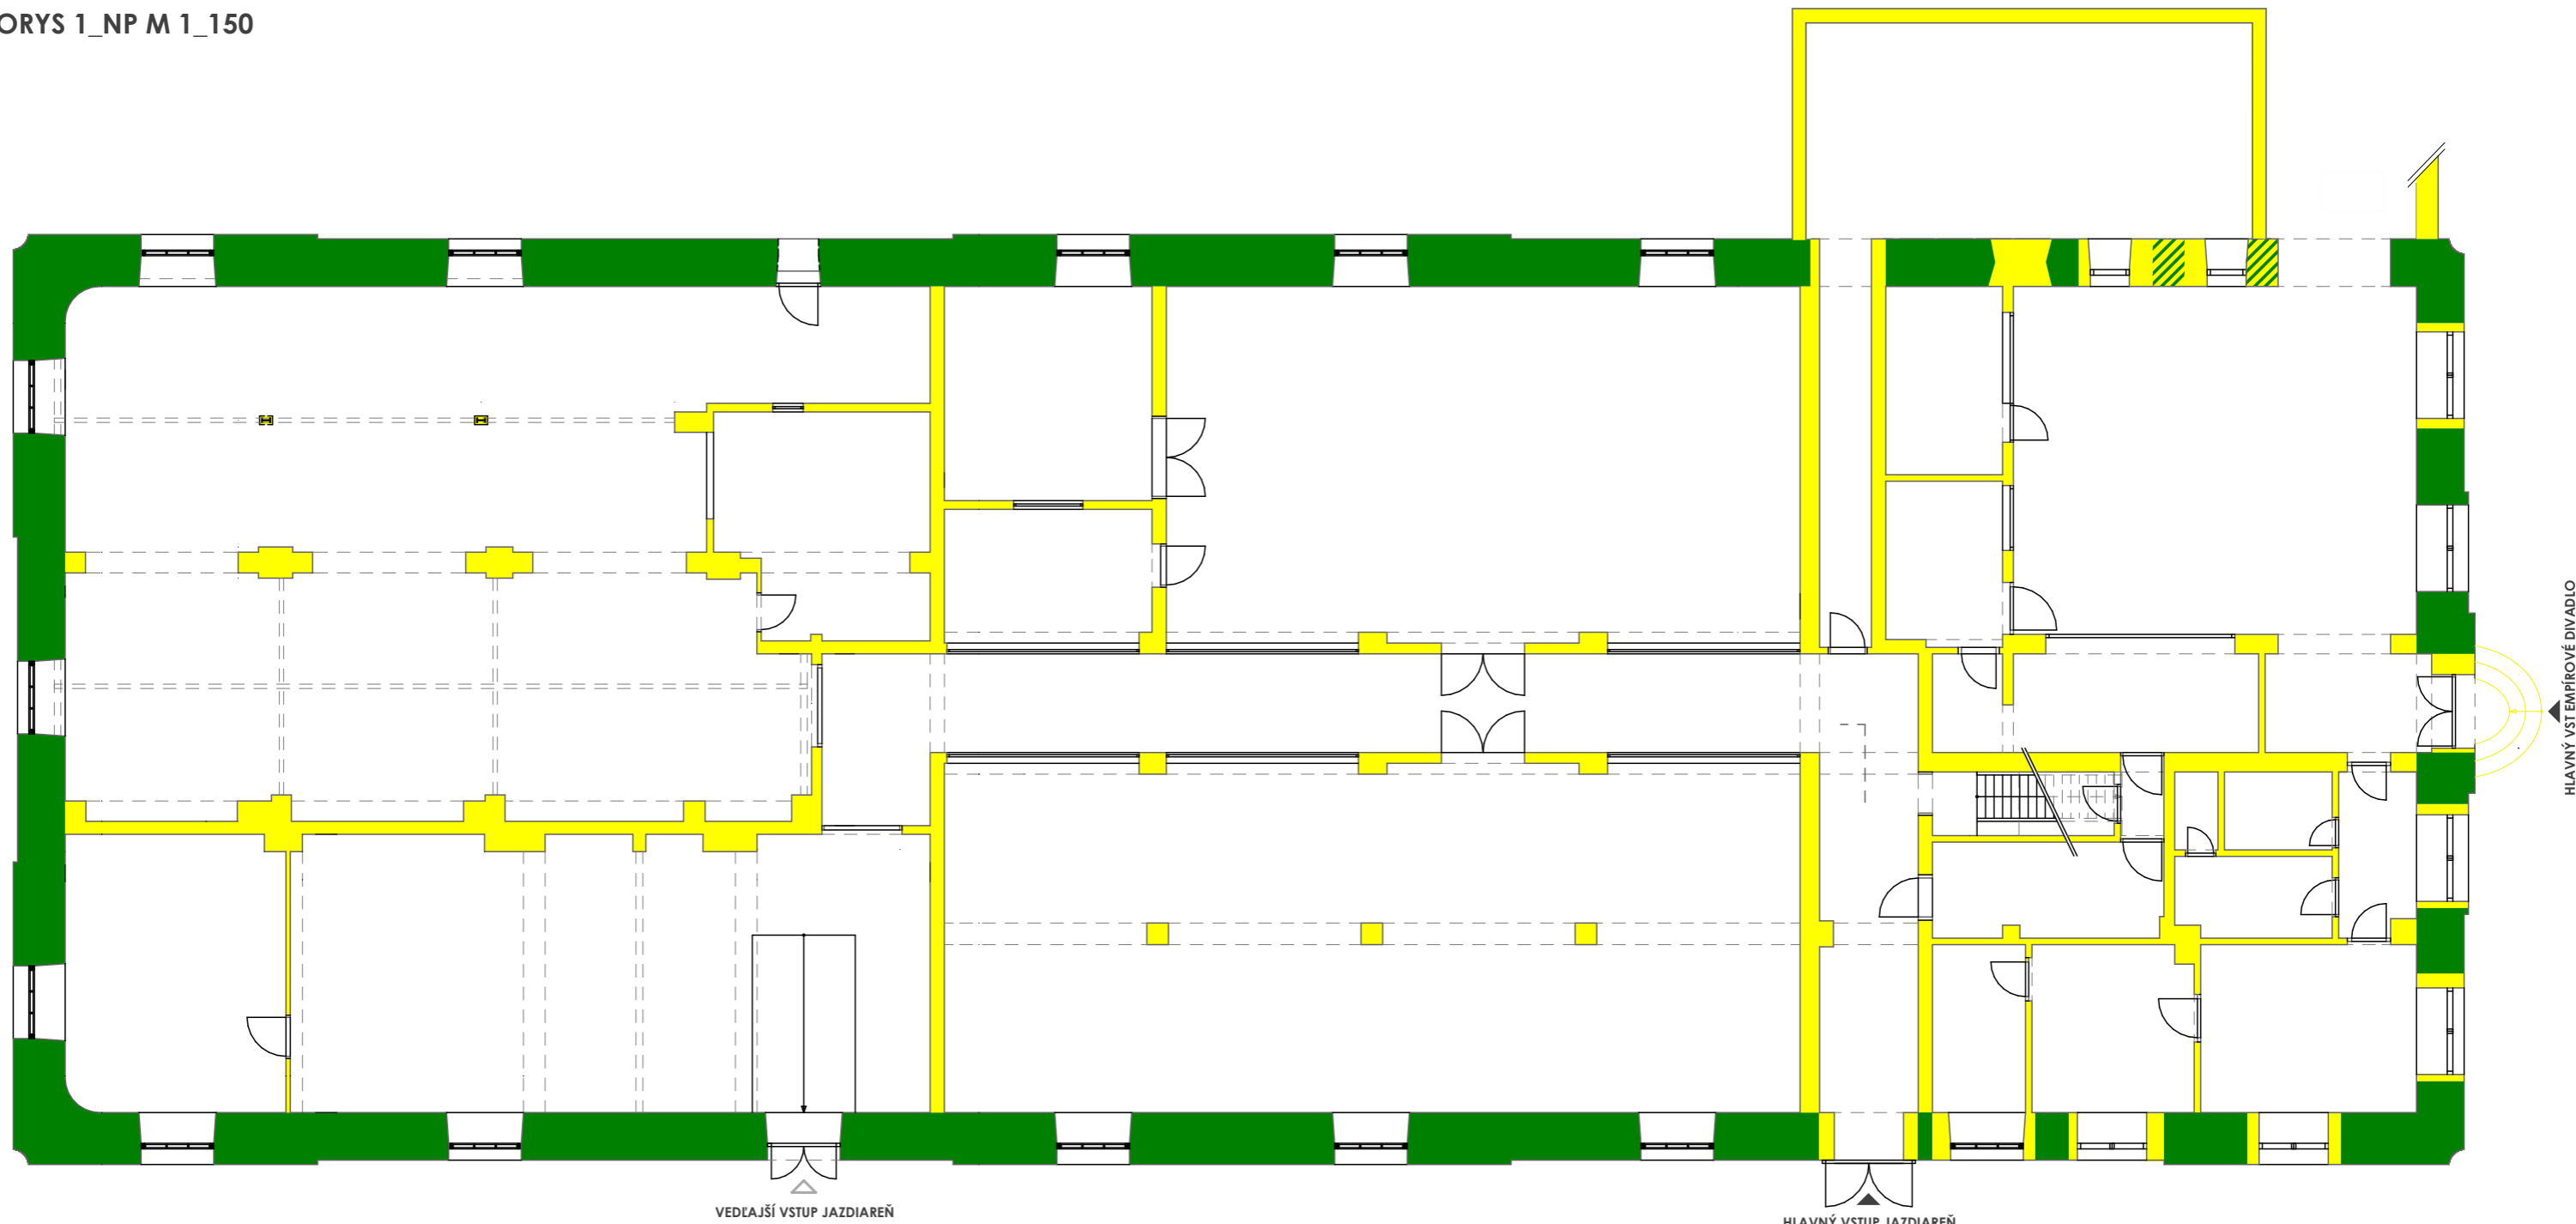 ORYS 1_NP M 1_150
HLAVNÝ VST EMPÍROVÉ DIVADLO
VEDĽAJŠÍ VSTUP JAZDIAREŇ
HLAVNÝ VSTUP JAZDIAREŇ